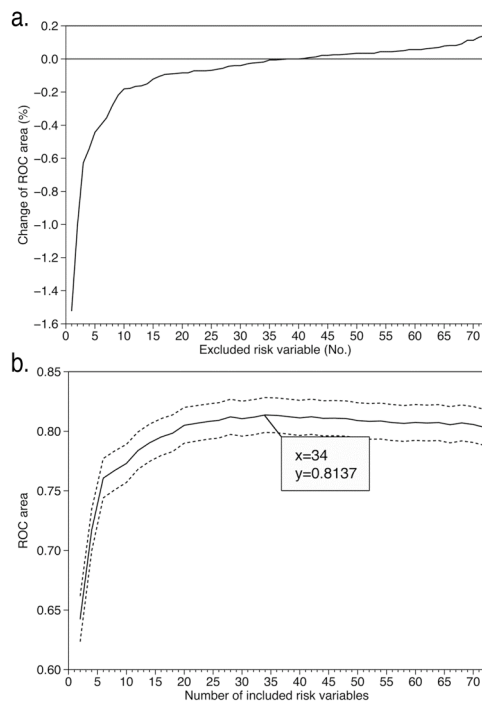 a.
Change of ROC area (%)
0.2
0.0
−0.2
−0.4
−0.6
−0.8
−1.0
−1.2
−1.4
−1.6
0 5 10 15 20 25 30 35 40 45 50 55 60 65 70
Excluded risk variable (No.)
b.
ROC area
0.85
0.80
0.75
0.70
0.65
0.60
x=34
y=0.8137
0 5 10 15 20 25 30 35 40 45 50 55 60 65 70
Number of included risk variables